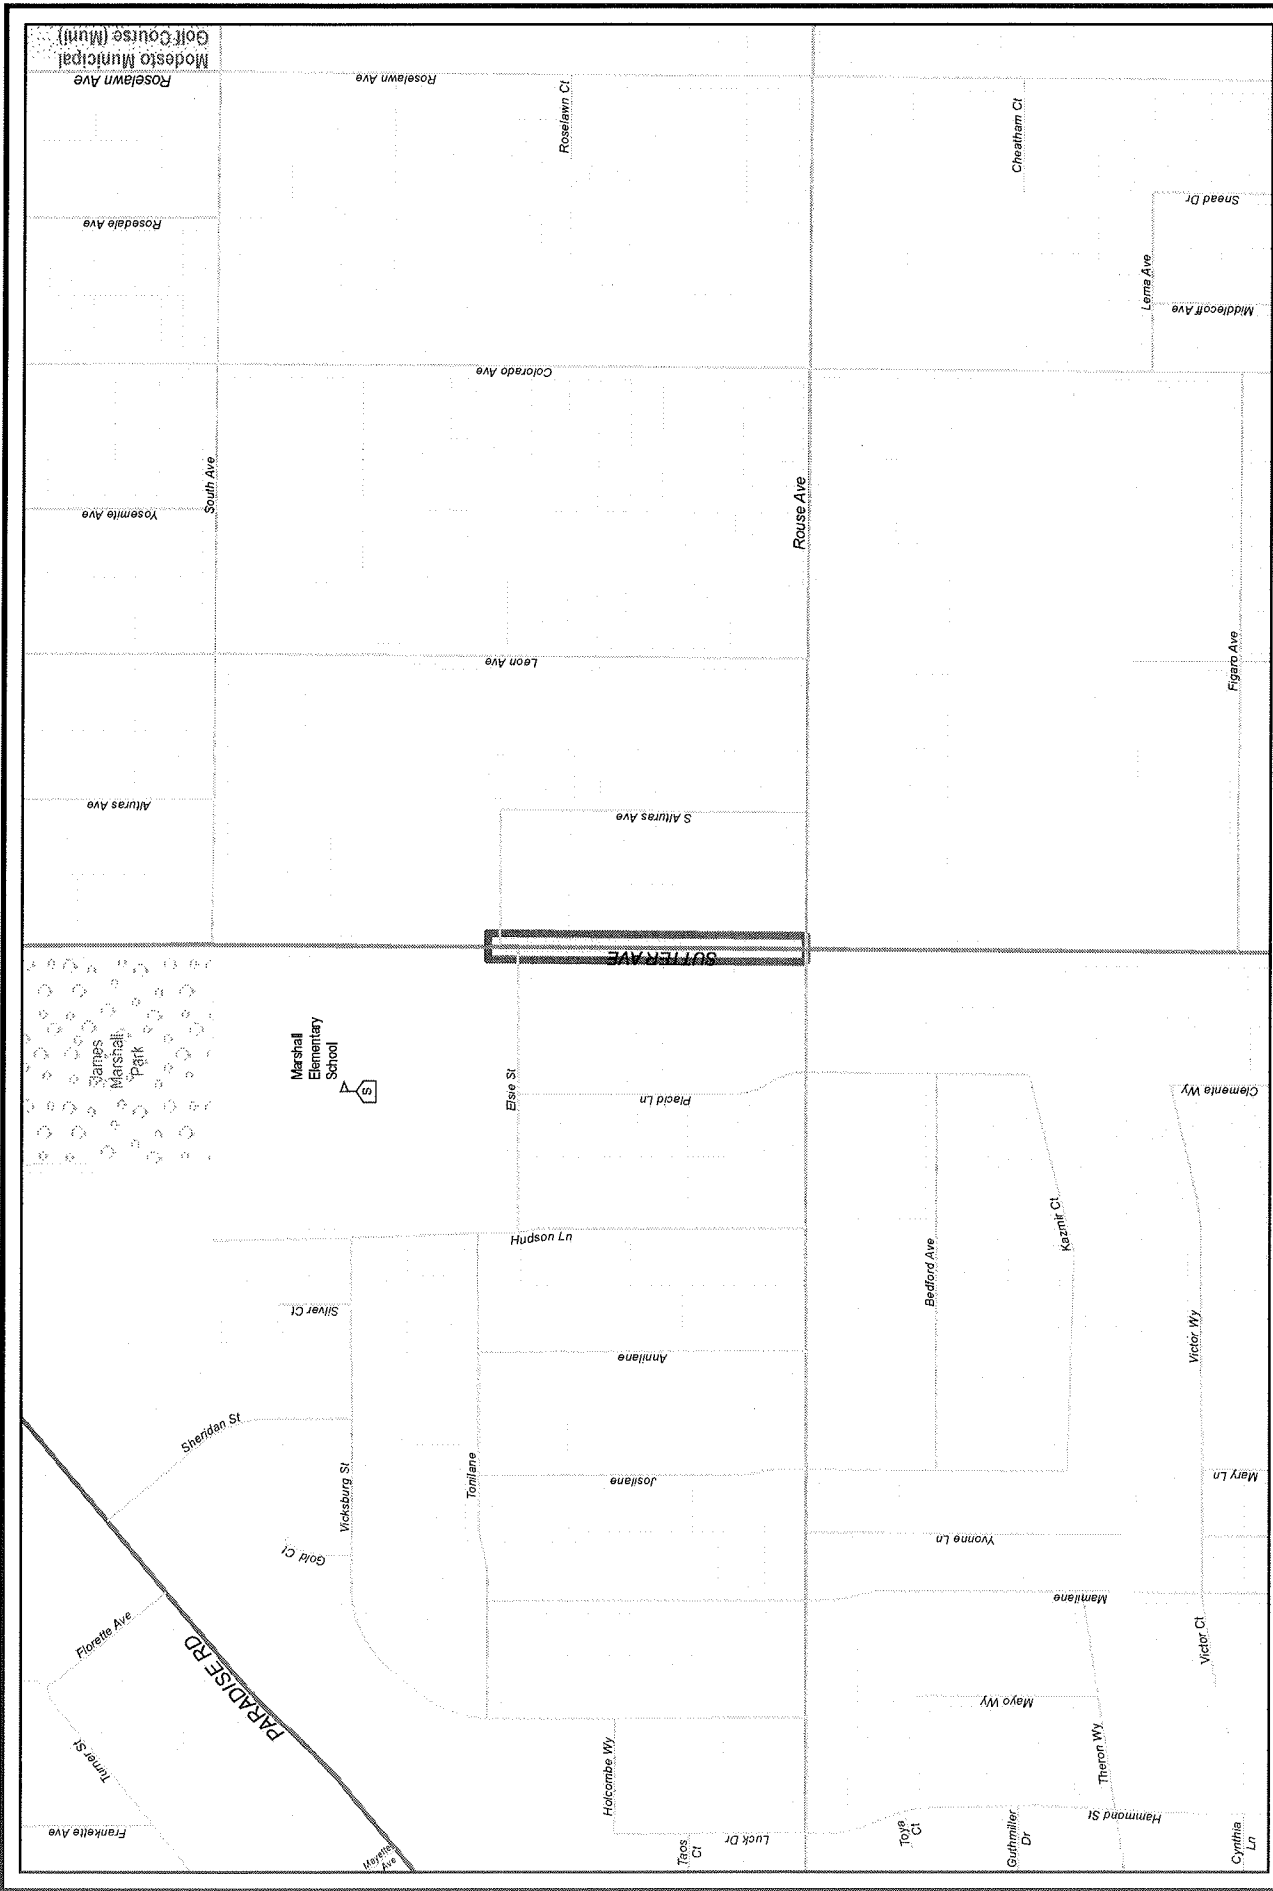 Modesto Municipal
Golf Course (Muni)
Roselawn Ave
Roselawn Ave
Roselawn Ct
Cheatham Ct
Snead Dr
Rosedale Ave
Lema Ave
Middlecoff Ave
Colorado Ave
South Ave
Yosemite Ave
Rouse Ave
Leon Ave
Figaro Ave
Alturas Ave
S Alturas Ave
SUTTER AVE
James
Marshall
Park
Marshall
Elementary
School
S
Elsie St
Placid Ln
Clementa Wy
Hudson Ln
Kazmir Ct
Bedford Ave
Silver Ct
Annilane
Victor Wy
Sheridan St
Vicksburg St
Tonilane
Josilane
Mary Ln
Gold Ct
Yvonne Ln
Mamilane
Florette Ave
PARADISE RD
Victor Ct
Mayo Wy
Turner St
Holcombe Wy
Theron Wy
Hammond St
Frankette Ave
Mayette
Ave
Taos
Ct
Luck Dr
Toya
Ct
Guthmiller
Dr
Cynthia
Ln